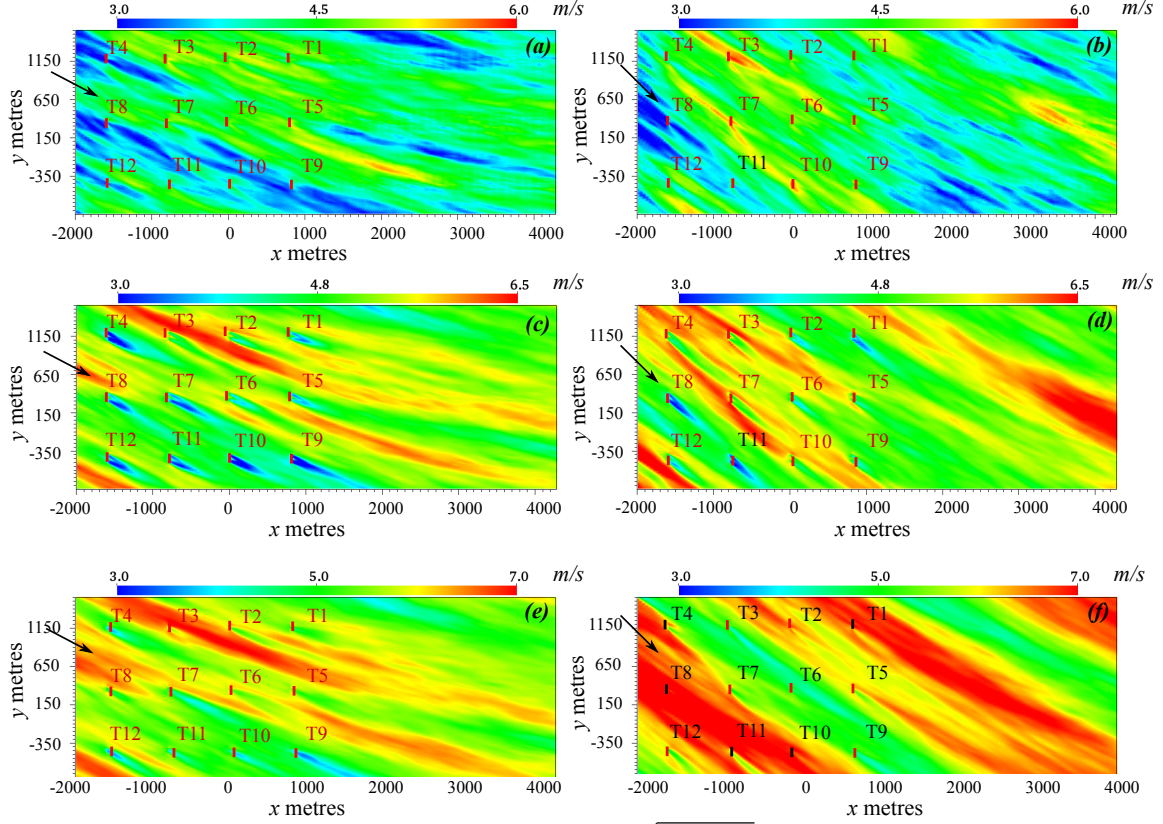 3.0 4.5 6.0 m/s
3.0 4.5 6.0 m/s
(a)
1150
650
150
-350
y metres
T4 T3 T2 T1
T8 T7 T6 T5
T12 T11 T10 T9
-2000 -1000 0 1000 2000 3000 4000
x metres
(b)
1150
650
150
-350
y metres
T4 T3 T2 T1
T8 T7 T6 T5
T12 T11 T10 T9
-2000 -1000 0 1000 2000 3000 4000
x metres
3.0 4.8 6.5 m/s
3.0 4.8 6.5 m/s
(c)
1150
650
150
-350
y metres
T4 T3 T2 T1
T8 T7 T6 T5
T12 T11 T10 T9
-2000 -1000 0 1000 2000 3000 4000
x metres
(d)
1150
650
150
-350
y metres
T4 T3 T2 T1
T8 T7 T6 T5
T12 T11 T10 T9
-2000 -1000 0 1000 2000 3000 4000
x metres
3.0 5.0 7.0 m/s
3.0 5.0 7.0 m/s
(e)
1150
650
150
-350
y metres
T4 T3 T2 T1
T8 T7 T6 T5
T12 T11 T10 T9
-2000 -1000 0 1000 2000 3000 4000
x metres
(f)
1150
650
150
-350
y metres
T4 T3 T2 T1
T8 T7 T6 T5
T12 T11 T10 T9
-2000 -1000 0 1000 2000 3000 4000
x metres